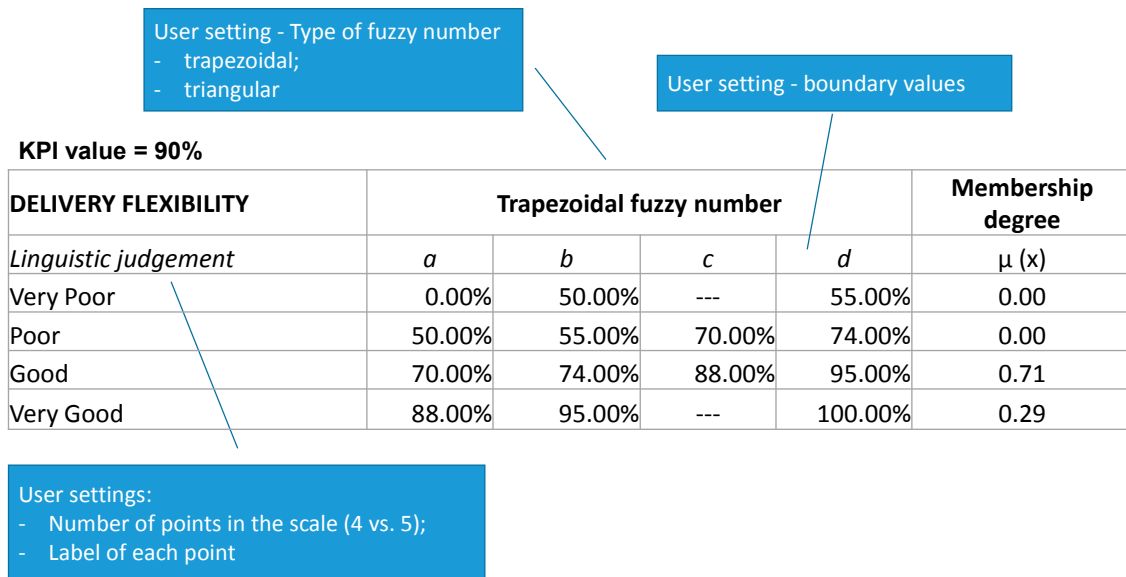 User setting - Type of fuzzy number
- trapezoidal;
- triangular
User setting - boundary values
KPI value = 90%
DELIVERY FLEXIBILITY Trapezoidal fuzzy number Membership degree
Linguistic judgement a b c d μ (x)
Very Poor 0.00% 50.00% --- 55.00% 0.00
Poor 50.00% 55.00% 70.00% 74.00% 0.00
Good 70.00% 74.00% 88.00% 95.00% 0.71
Very Good 88.00% 95.00% --- 100.00% 0.29
User settings:
- Number of points in the scale (4 vs. 5);
- Label of each point